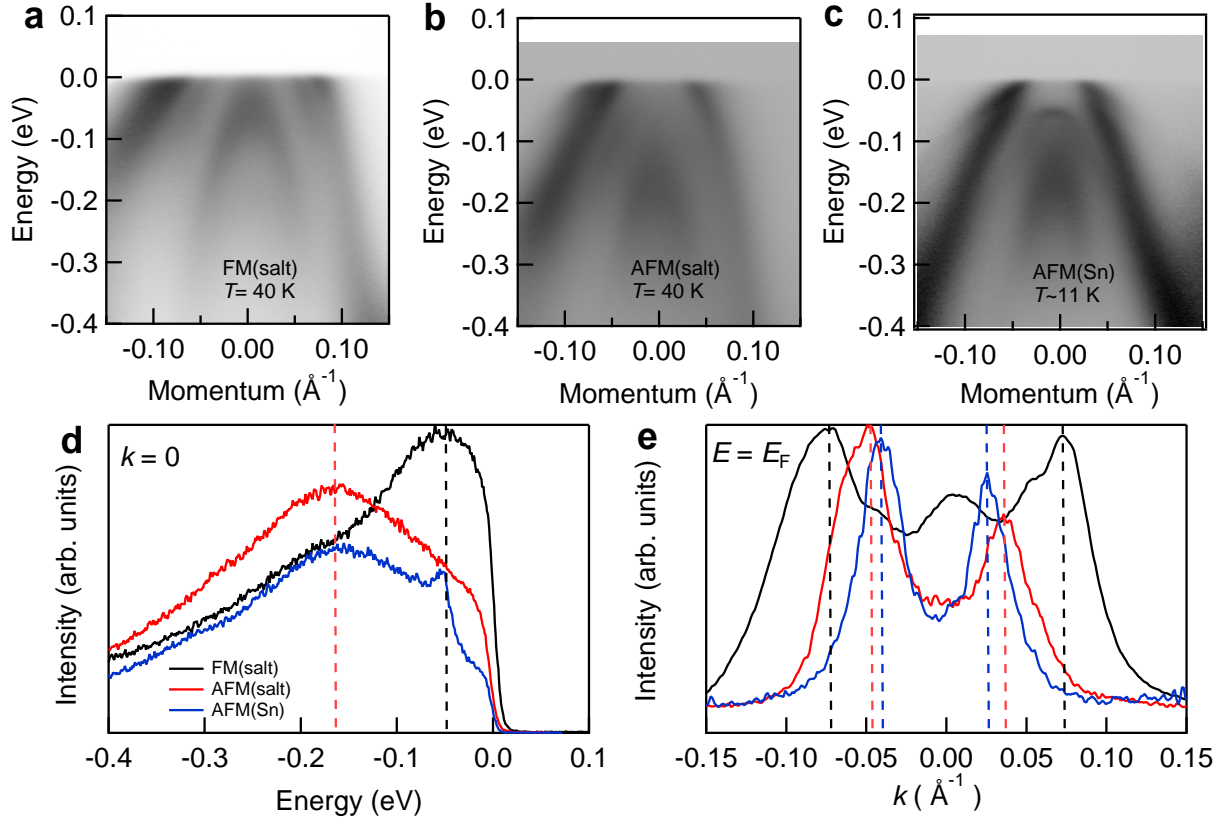 a
0.1
0.0
-0.1
-0.2
-0.3
-0.4
Energy (eV)
FM(salt)
T= 40 K
-0.10
0.00
0.10
Momentum (Å⁻¹)
b
0.1
0.0
-0.1
-0.2
-0.3
-0.4
Energy (eV)
AFM(salt)
T= 40 K
-0.10
0.00
0.10
Momentum (Å⁻¹)
c
0.1
0.0
-0.1
-0.2
-0.3
-0.4
Energy (eV)
AFM(Sn)
T~11 K
-0.10
0.00
0.10
Momentum (Å⁻¹)
d
k = 0
Intensity (arb. units)
FM(salt)
AFM(salt)
AFM(Sn)
-0.4
-0.3
-0.2
-0.1
0.0
0.1
Energy (eV)
e
E = E_F
Intensity (arb. units)
-0.15
-0.10
-0.05
0.00
0.05
0.10
0.15
k ( Å⁻¹)